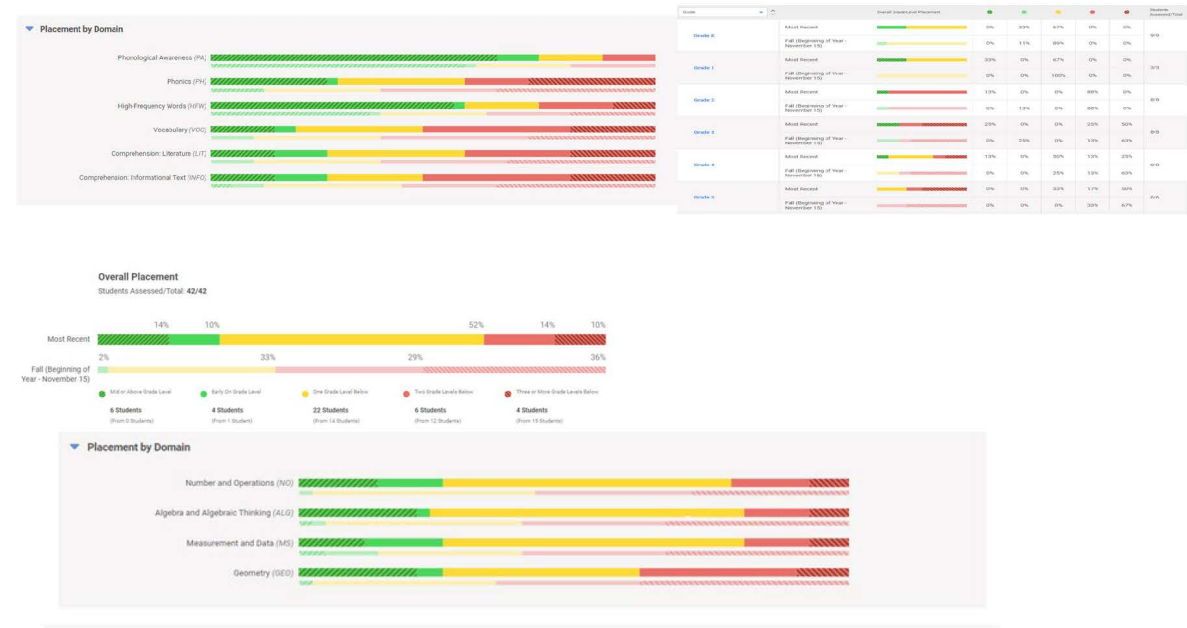 Placement by Domain
Phonological Awareness (PA)
Phonics (PH)
High-Frequency Words (HFW)
Vocabulary (VOC)
Comprehension: Literature (LIT)
Comprehension: Informational Text (INFO)
Grade Overall Grade-Level Placement Students
Assessed/Total
Grade K Most Recent 0% 33% 67% 0% 0% 9/9
Fall (Beginning of Year -
November 15) 0% 11% 89% 0% 0%
Grade 1 Most Recent 33% 0% 67% 0% 0% 3/3
Fall (Beginning of Year -
November 15) 0% 0% 100% 0% 0%
Grade 2 Most Recent 13% 0% 0% 88% 0%
Fall (Beginning of Year -
November 15) 0% 13% 0% 88% 0%
Grade 3 Most Recent 25% 0% 0% 25% 50%
Fall (Beginning of Year -
November 15) 0% 25% 0% 13% 63%
Grade 4 Most Recent 13% 0% 50% 13% 25%
Fall (Beginning of Year -
November 15) 0% 0% 25% 13% 63%
Most Recent 0% 0% 33% 17% 50% 6/6
Fall (Beginning of Year -
November 15) 0% 0% 0% 33% 67%
Overall Placement
Students Assessed/Total: 42/42
14% 10% 52% 14% 10%
Most Recent
2% 33% 29% 36%
Fall (Beginning of
Year - November 15)
Mid or Above Grade Level Early On Grade Level One Grade Level Below Two Grade Levels Below Three or More Grade Levels Below
6 Students 4 Students 22 Students 6 Students 4 Students
(From 0 Students) (From 1 Student) (From 14 Students) (From 12 Students) (From 15 Students)
Placement by Domain
Number and Operations (NO)
Algebra and Algebraic Thinking (ALG)
Measurement and Data (MS)
Geometry (GEO)